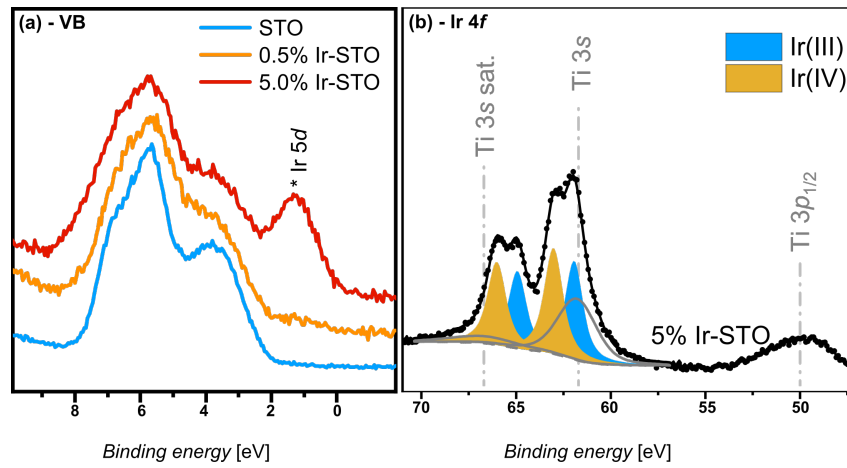 (a) - VB
STO
0.5% Ir-STO
5.0% Ir-STO
* Ir 5d
8
6
4
2
0
Binding energy [eV]
(b) - Ir 4f
Ir(III)
Ir(IV)
Ti 3s sat.
Ti 3s
Ti 3p1/2
5% Ir-STO
70
65
60
55
50
Binding energy [eV]